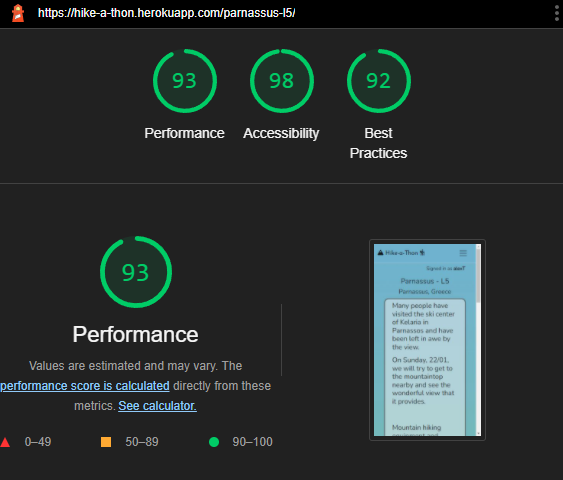 https://hike-a-thon.herokuapp.com/parnassus-l5/
93
98
92
Performance
Accessibility
Best
Practices
93
Performance
Values are estimated and may vary. The
performance score is calculated directly from these
metrics. See calculator.
0–49
50–89
90–100
Hike-a-Thon
Signed in as
Parnassus - L5
Parnassus, Greece
Many people have
visited the ski center
of Kelaria in
Parnassos and have
been left in awe by
the view.
On Sunday, 22/01,
we will try to get to
the mountaintop
nearby and see the
wonderful view that
it provides.
Mountain hiking